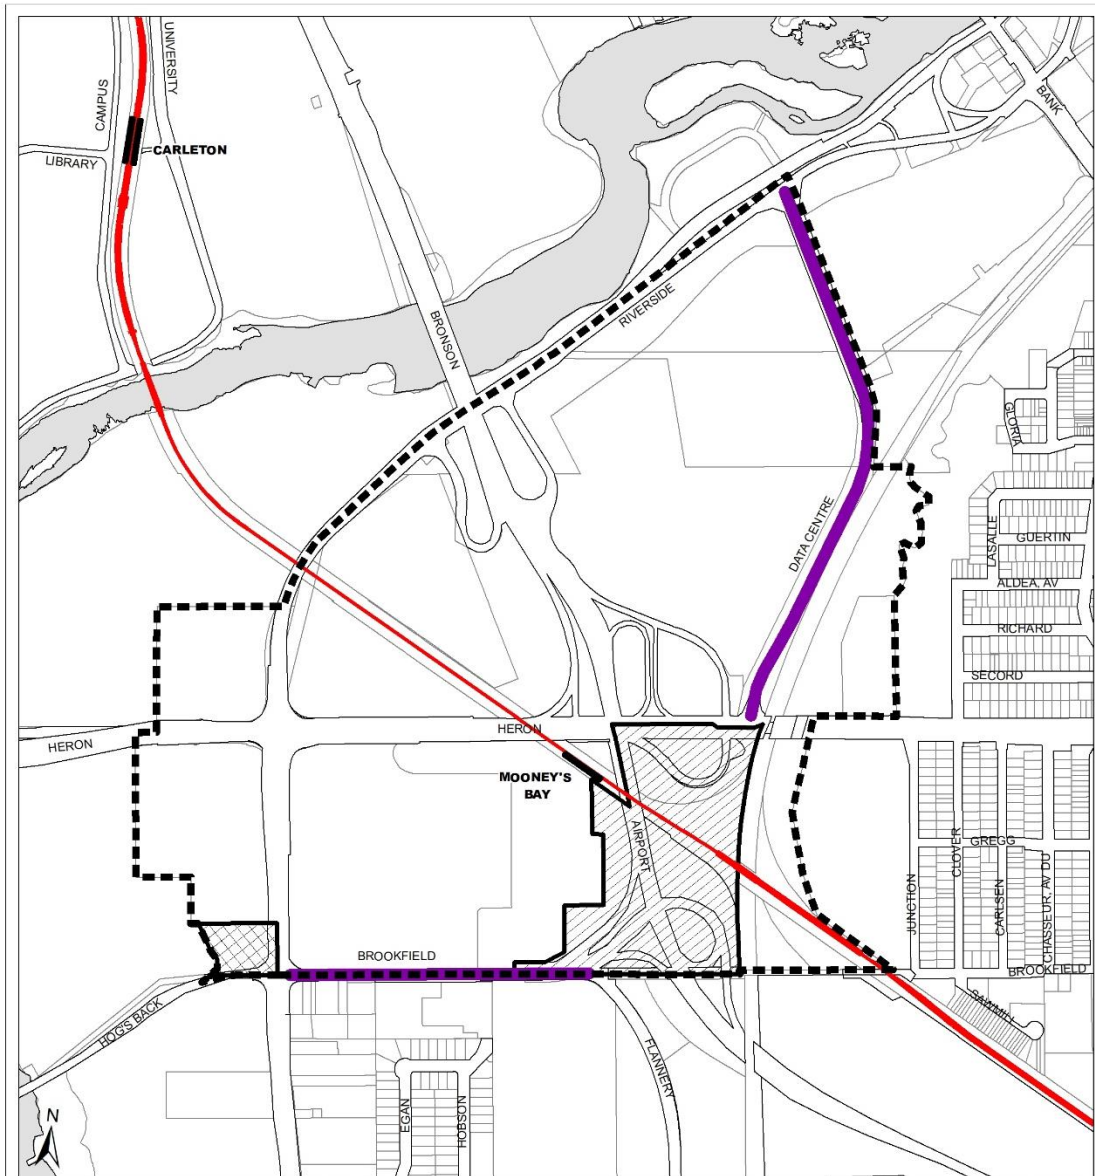 UNIVERSITY
CAMPUS
LIBRARY
CARLETON
BANK
BRONSON
RIVERSIDE
GLORIA
DATA CENTRE
LASALLE
GUERTIN
ALDEA, AV
RICHARD
SECORD
HERON
HERON
MOONEY'S
BAY
AIRPORT
GREGG
CLOVER
JUNCTION
CARLSEN
CHASSEUR, AV DU
BROOKFIELD
BROOKFIELD
HOG'S BACK
SAWMILL
FLANNERY
EGAN
HOBSON
N